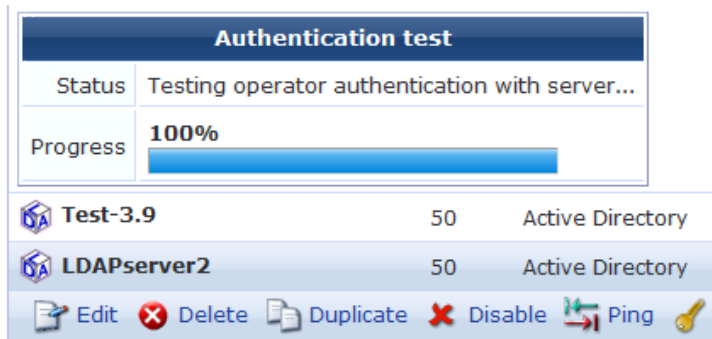 Authentication test
Status Testing operator authentication with server...
Progress 100%
Test-3.9 50 Active Directory
LDAPserver2 50 Active Directory
Edit Delete Duplicate Disable Ping